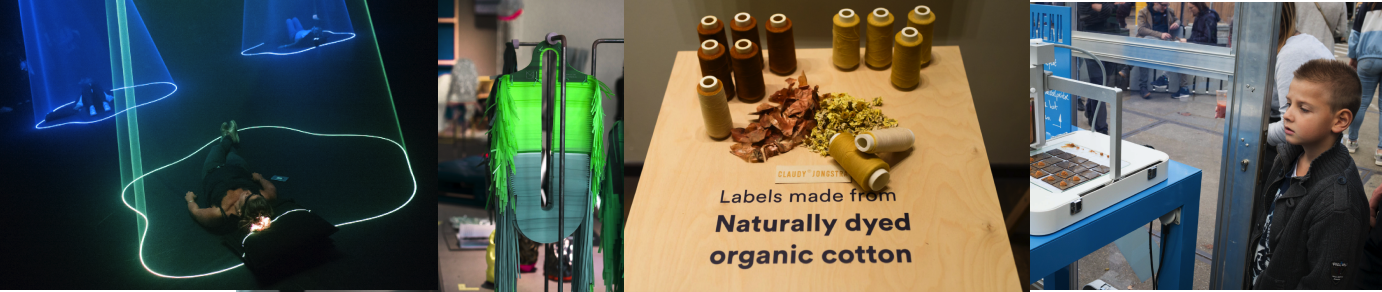 CLAUDY JONGSTRA
Labels made from
Naturally dyed
organic cotton
MENU